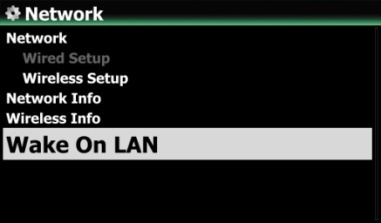 Network
Network
Wired Setup
Wireless Setup
Network Info
Wireless Info
Wake On LAN